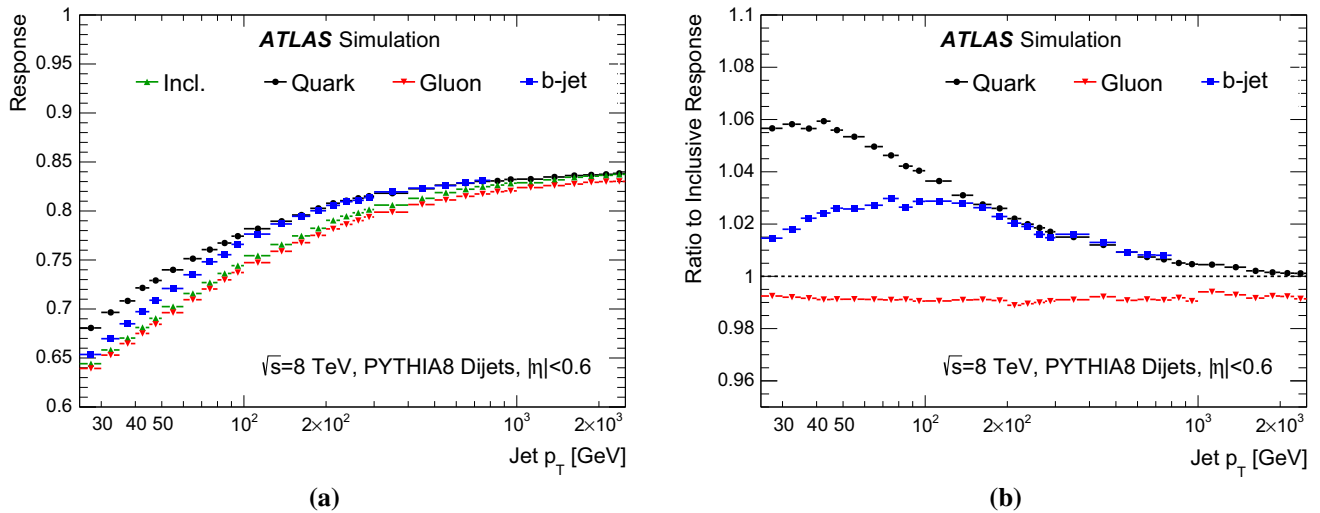 ATLAS Simulation
Incl. Quark Gluon b-jet
Response
0.95
0.9
0.85
0.8
0.75
0.7
0.65
0.6
1
√s=8 TeV, PYTHIA8 Dijets, |η|<0.6
30 40 50 10² 2×10² 10³ 2×10³
Jet p_T [GeV]
(a)
ATLAS Simulation
Quark Gluon b-jet
Ratio to Inclusive Response
1.1
1.08
1.06
1.04
1.02
1
0.98
0.96
√s=8 TeV, PYTHIA8 Dijets, |η|<0.6
30 40 50 10² 2×10² 10³ 2×10³
Jet p_T [GeV]
(b)